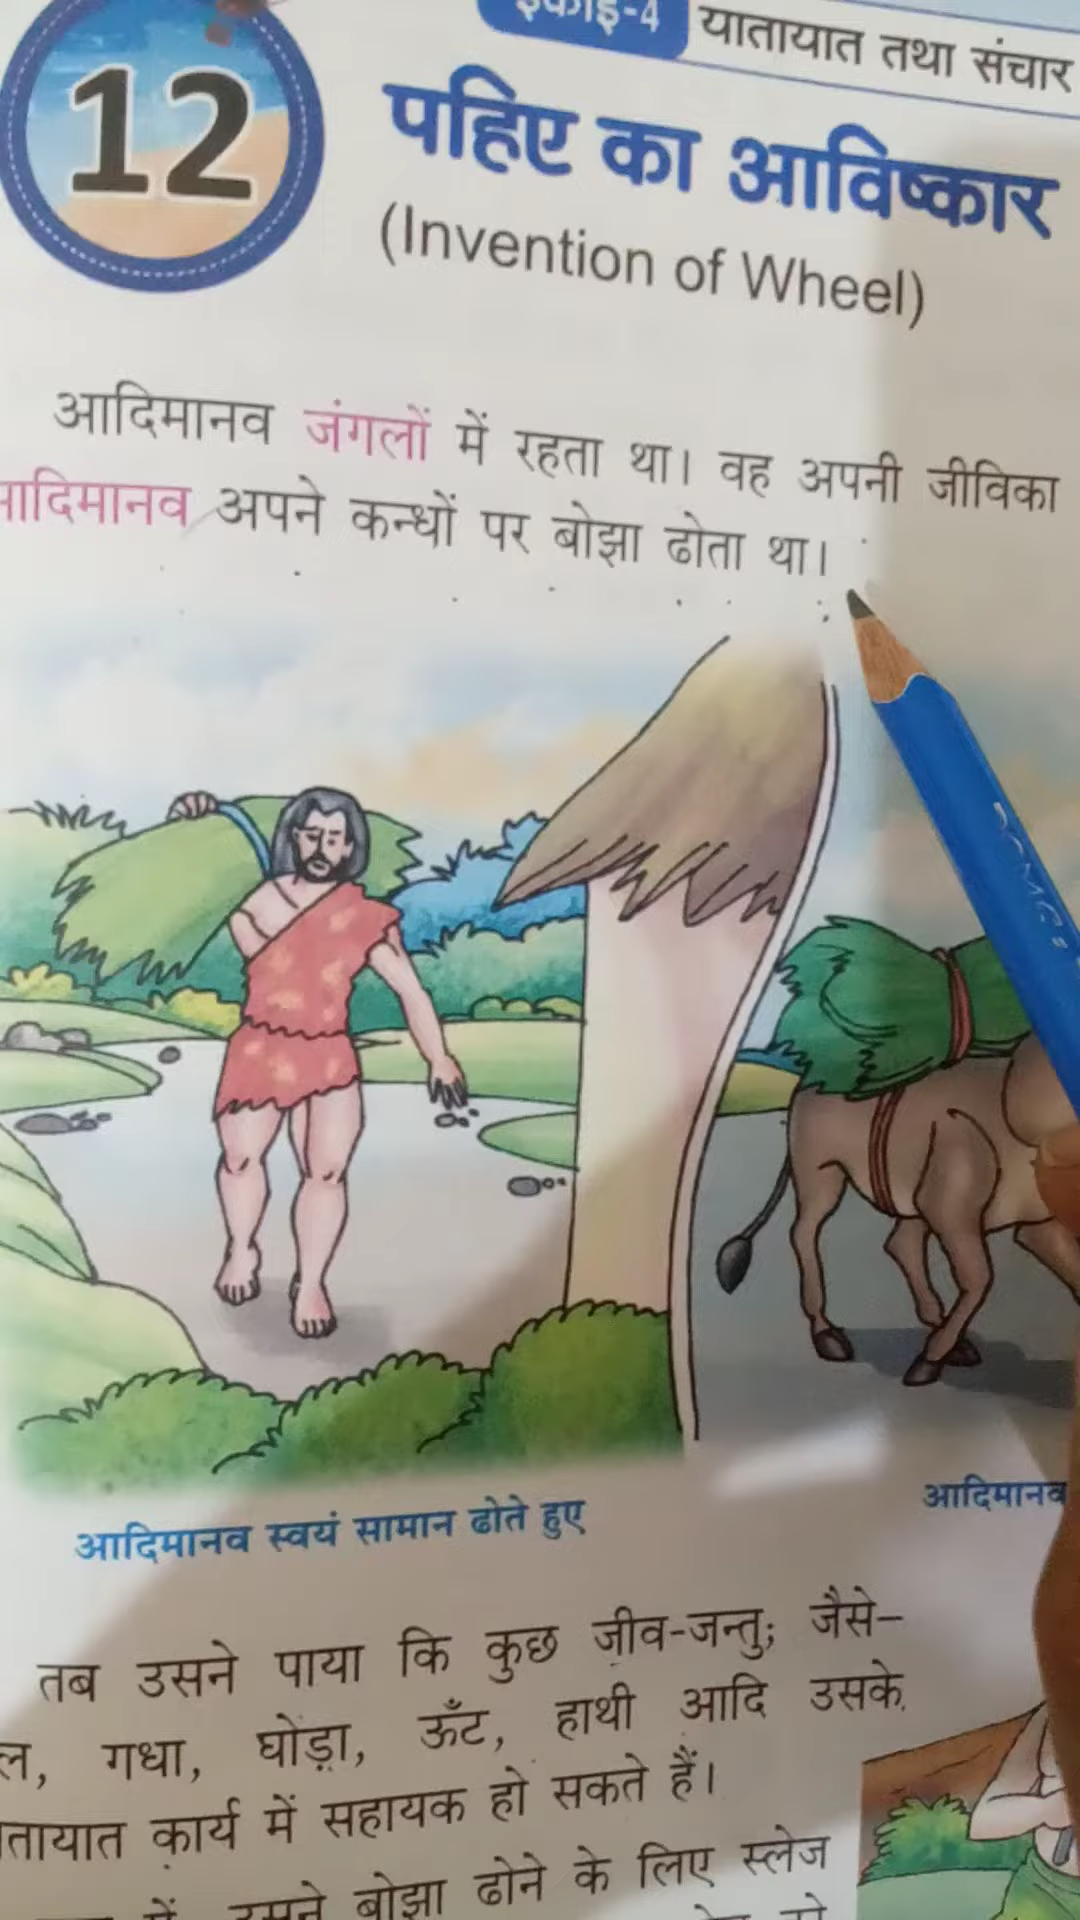 12
इकाई-4 यातायात तथा संचार
पहिए का आविष्कार
(Invention of Wheel)
आदिमानव जंगलों में रहता था। वह अपनी जीविका
आदिमानव अपने कन्धों पर बोझा ढोता था।
आदिमानव स्वयं सामान ढोते हुए
आदिमानव
तब उसने पाया कि कुछ जीव-जन्तु; जैसे–
गधा, घोड़ा, ऊँट, हाथी आदि उसके
यातायात कार्य में सहायक हो सकते हैं।
में उसने बोझा ढोने के लिए स्लेज